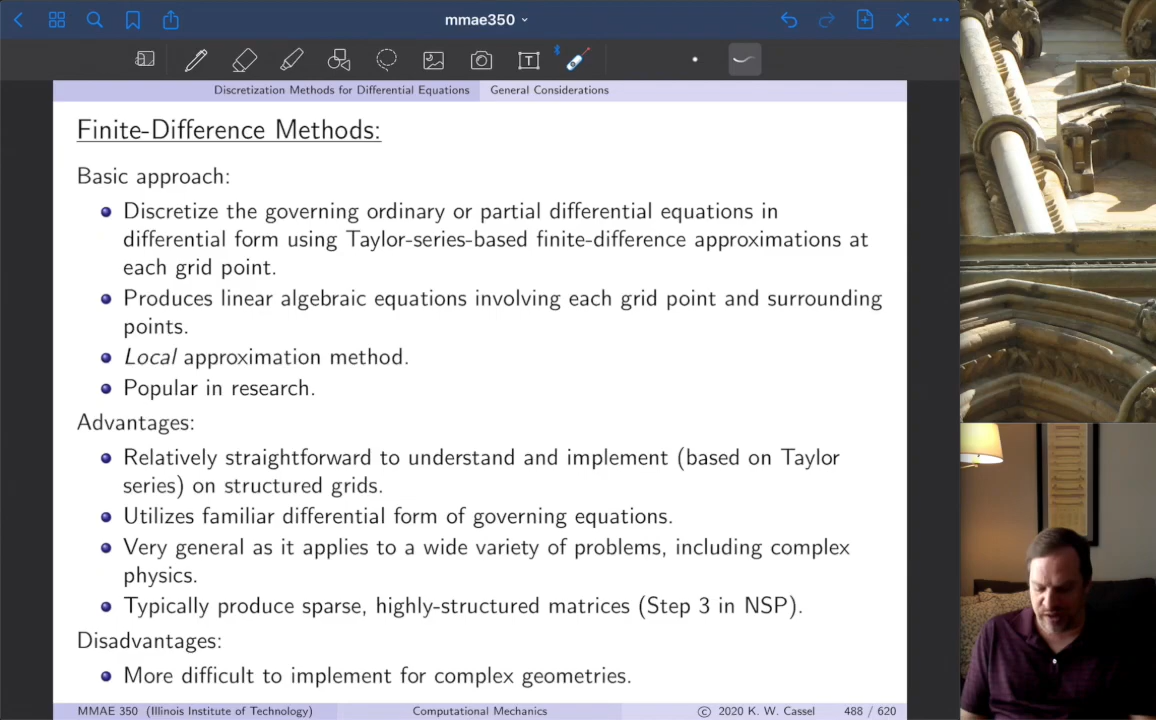 mmae350
T
Discretization Methods for Differential Equations General Considerations
Finite-Difference Methods:
Basic approach:
Discretize the governing ordinary or partial differential equations in
differential form using Taylor-series-based finite-difference approximations at
each grid point.
Produces linear algebraic equations involving each grid point and surrounding
points.
Local approximation method.
Popular in research.
Advantages:
Relatively straightforward to understand and implement (based on Taylor
series) on structured grids.
Utilizes familiar differential form of governing equations.
Very general as it applies to a wide variety of problems, including complex
physics.
Typically produce sparse, highly-structured matrices (Step 3 in NSP).
Disadvantages:
More difficult to implement for complex geometries.
MMAE 350 (Illinois Institute of Technology) Computational Mechanics © 2020 K. W. Cassel 488 / 620